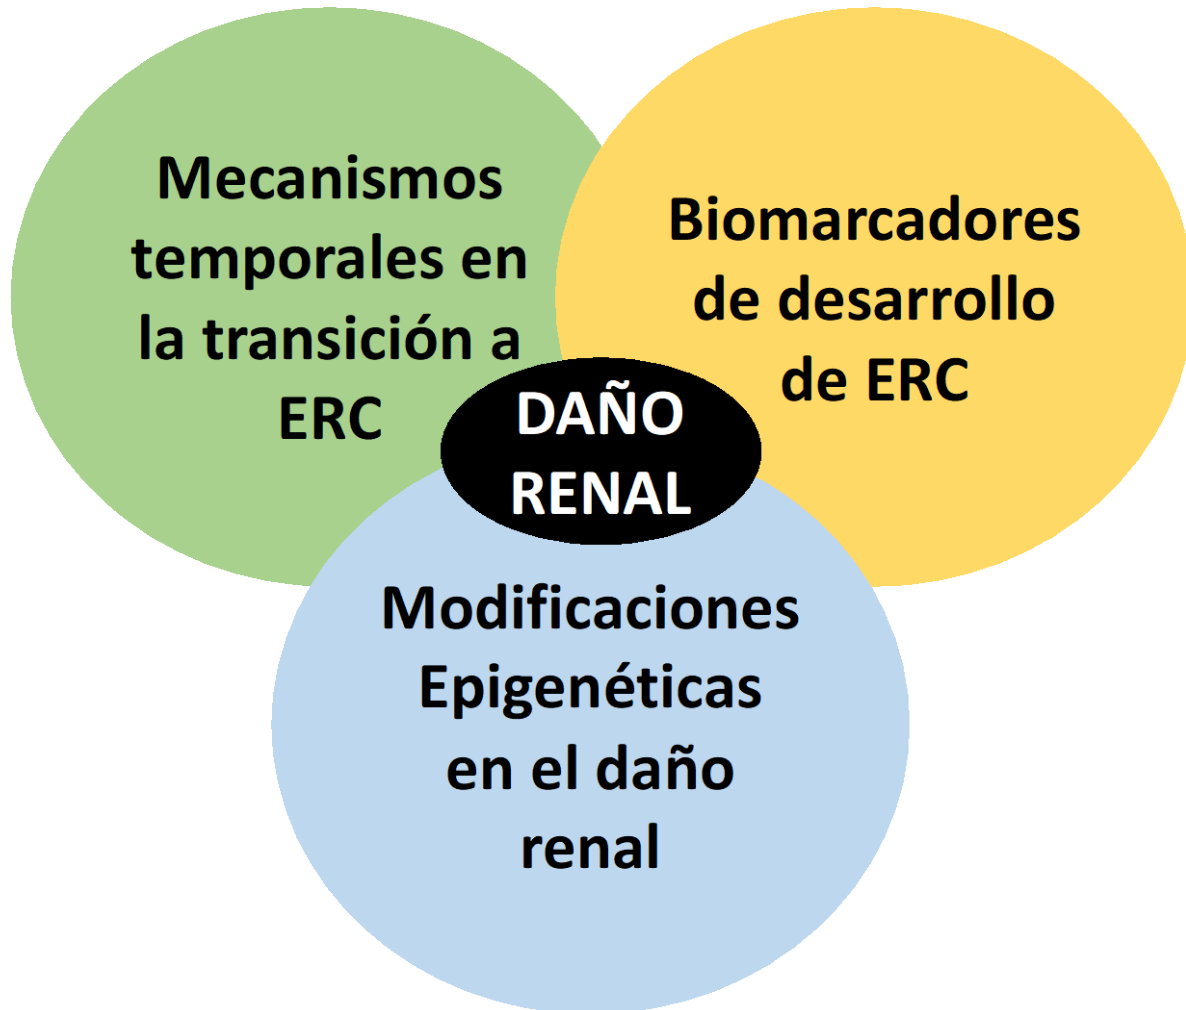 Mecanismos
temporales en
la transición a
ERC
Biomarcadores
de desarrollo
de ERC
DAÑO
RENAL
Modificaciones
Epigenéticas
en el daño
renal